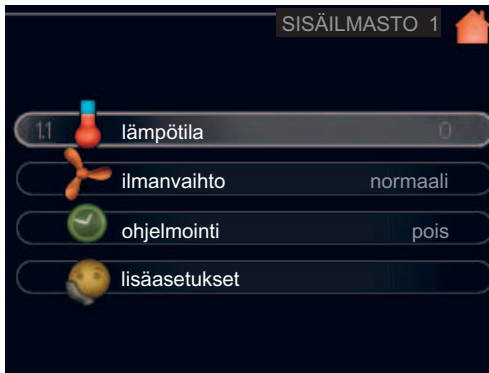 SISÄILMASTO 1
1.1 lämpötila 0
ilmanvaihto normaali
ohjelmointi pois
lisäasetukset